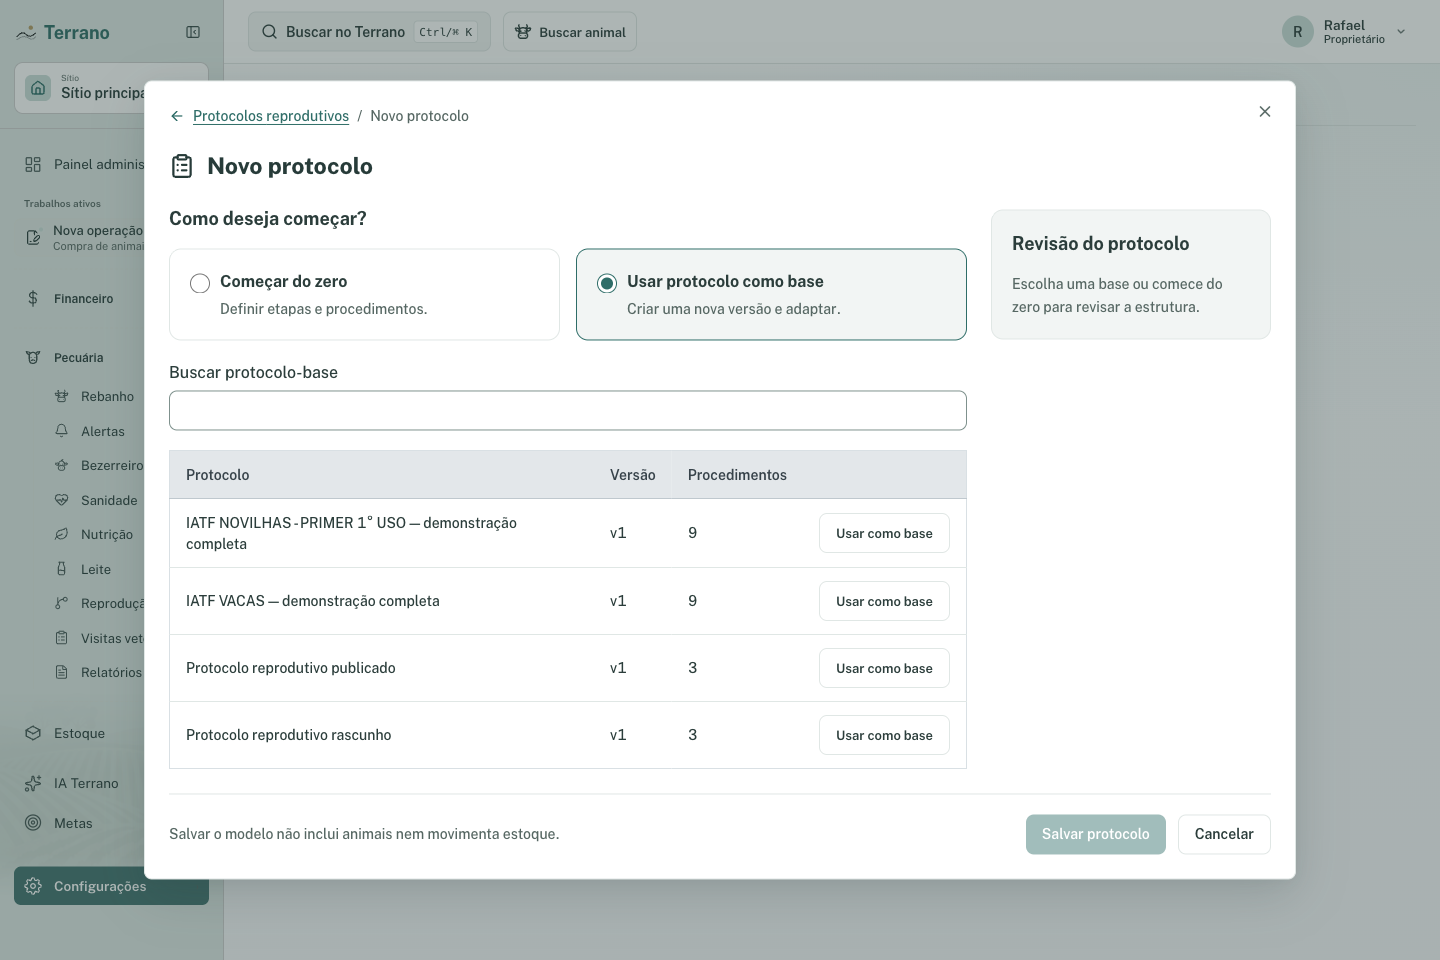 Terrano
Buscar no Terrano
Ctrl/⌘ K
Buscar animal
R
Rafael
Proprietário
Sítio
Sítio principa
Painel adminis
Trabalhos ativos
Nova operação
Compra de animai
Financeiro
Pecuária
Rebanho
Alertas
Bezerreiro
Sanidade
Nutrição
Leite
Reproduçã
Visitas vet
Relatórios
Estoque
IA Terrano
Metas
Configurações
Protocolos reprodutivos / Novo protocolo
Novo protocolo
Como deseja começar?
Começar do zero
Definir etapas e procedimentos.
Usar protocolo como base
Criar uma nova versão e adaptar.
Revisão do protocolo
Escolha uma base ou comece do
zero para revisar a estrutura.
Buscar protocolo-base
Protocolo Versão Procedimentos
IATF NOVILHAS - PRIMER 1° USO — demonstração
completa
v1 9 Usar como base
IATF VACAS — demonstração completa v1 9 Usar como base
Protocolo reprodutivo publicado v1 3 Usar como base
Protocolo reprodutivo rascunho v1 3 Usar como base
Salvar o modelo não inclui animais nem movimenta estoque.
Salvar protocolo
Cancelar